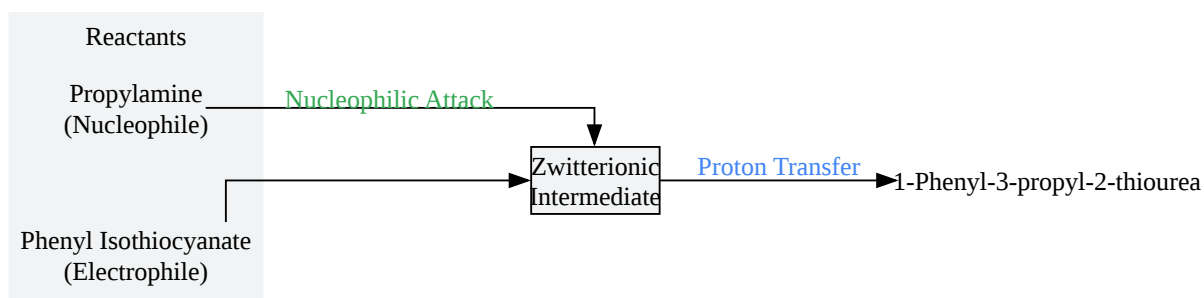 Reactants
Propylamine
(Nucleophile)
Nucleophilic Attack
Zwitterionic
Intermediate
Proton Transfer
1-Phenyl-3-propyl-2-thiourea
Phenyl Isothiocyanate
(Electrophile)